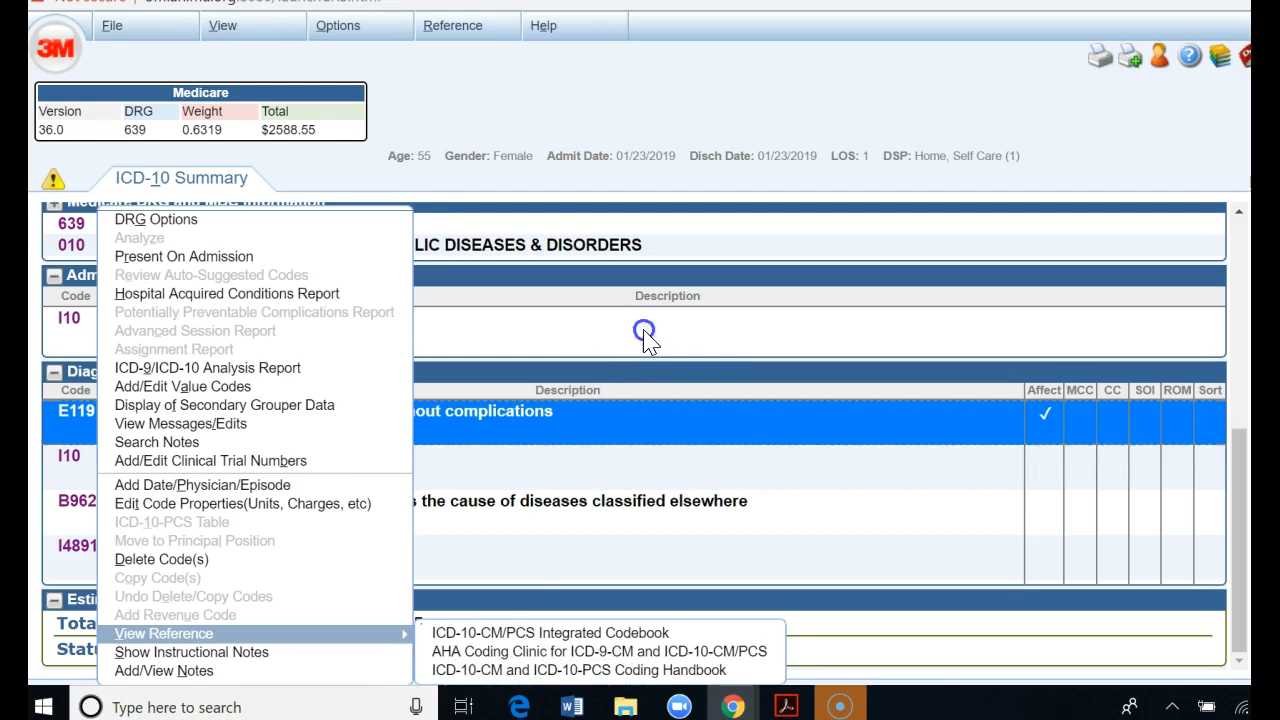 File View Options Reference Help
3M
Medicare
Version DRG Weight Total
36.0 639 0.6319 $2588.55
Age: 55 Gender: Female Admit Date: 01/23/2019 Disch Date: 01/23/2019 LOS: 1 DSP: Home, Self Care (1)
ICD-10 Summary
639
010 LIC DISEASES & DISORDERS
Adm
Code Description
I10
Diag
Code Description Affect MCC CC SOI ROM Sort
E119 out complications
I10
B962 s the cause of diseases classified elsewhere
I4891
Esti
Tota
Statu
DRG Options
Analyze
Present On Admission
Review Auto-Suggested Codes
Hospital Acquired Conditions Report
Potentially Preventable Complications Report
Advanced Session Report
Assignment Report
ICD-9/ICD-10 Analysis Report
Add/Edit Value Codes
Display of Secondary Grouper Data
View Messages/Edits
Search Notes
Add/Edit Clinical Trial Numbers
Add Date/Physician/Episode
Edit Code Properties(Units, Charges, etc)
ICD-10-PCS Table
Move to Principal Position
Delete Code(s)
Copy Code(s)
Undo Delete/Copy Codes
Add Revenue Code
View Reference
Show Instructional Notes
Add/View Notes
ICD-10-CM/PCS Integrated Codebook
AHA Coding Clinic for ICD-9-CM and ICD-10-CM/PCS
ICD-10-CM and ICD-10-PCS Coding Handbook
Type here to search